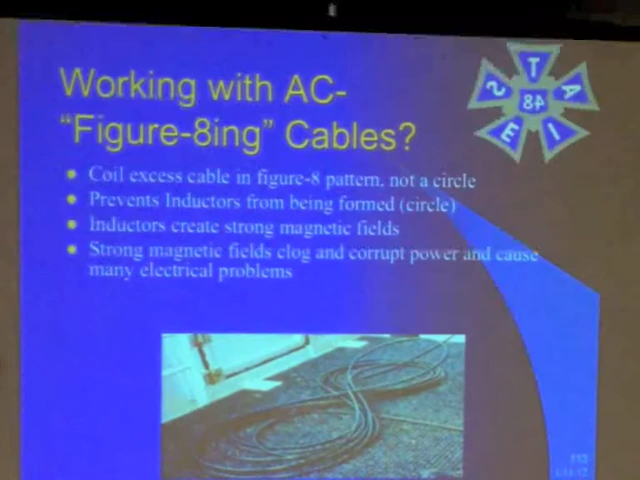 Working with AC-
"Figure-8ing" Cables?
Coil excess cable in figure-8 pattern, not a circle
Prevents Inductors from being formed (circle)
Inductors create strong magnetic fields
Strong magnetic fields clog and corrupt power and cause
many electrical problems
I
A
T
S
E
48
113